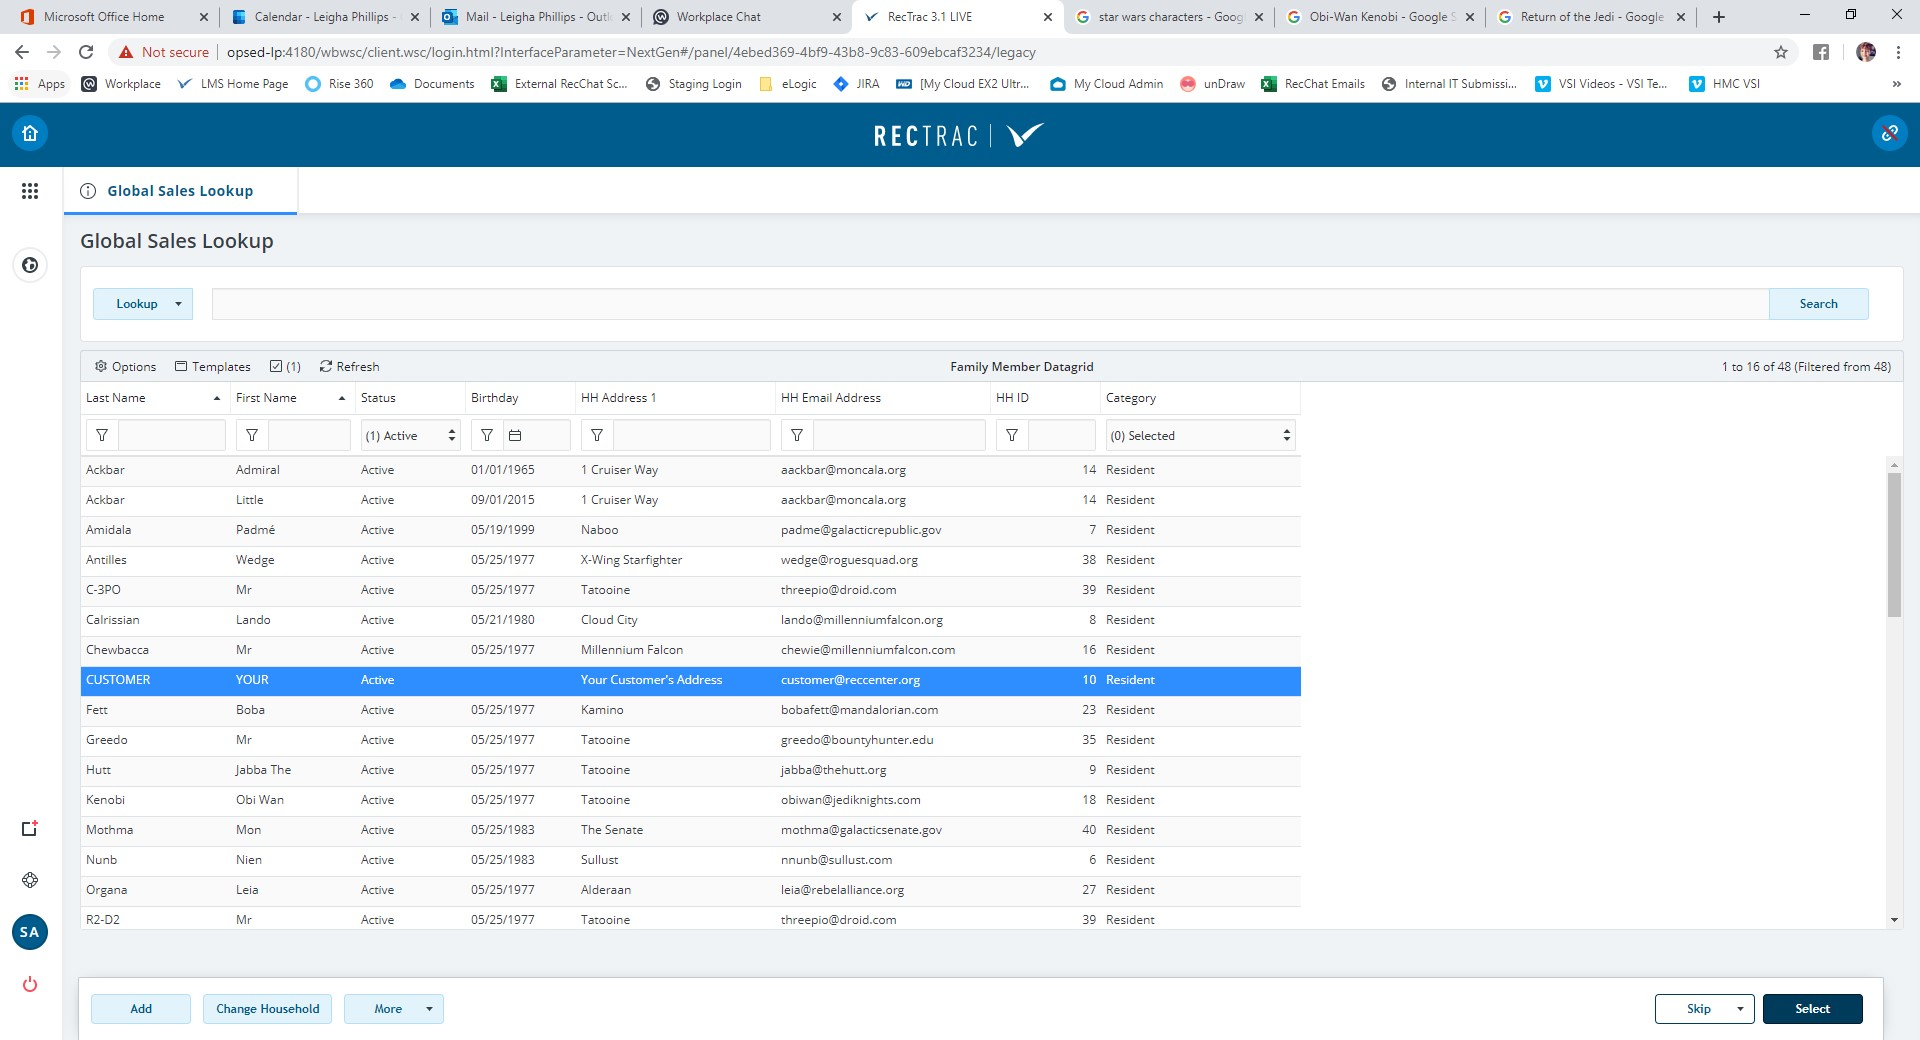 Microsoft Office Home
Calendar - Leigha Phillips -
Mail - Leigha Phillips - Outl
Workplace Chat
RecTrac 3.1 LIVE
star wars characters - Goog
Obi-Wan Kenobi - Google S
Return of the Jedi - Google
Not secure
opsed-lp:4180/wbwsc/client.wsc/login.html?InterfaceParameter=NextGen#/panel/4ebed369-4bf9-43b8-9c83-609ebcaf3234/legacy
Apps
Workplace
LMS Home Page
Rise 360
Documents
External RecChat Sc...
Staging Login
eLogic
JIRA
[My Cloud EX2 Ultr...
My Cloud Admin
unDraw
RecChat Emails
Internal IT Submissi...
VSI Videos - VSI Te...
HMC VSI
»
RECTRAC
Global Sales Lookup
Global Sales Lookup
Lookup
Search
Options Templates (1) Refresh Family Member Datagrid 1 to 16 of 48 (Filtered from 48)
Last Name First Name Status Birthday HH Address 1 HH Email Address HH ID Category
(1) Active (0) Selected
Ackbar Admiral Active 01/01/1965 1 Cruiser Way aackbar@moncala.org 14 Resident
Ackbar Little Active 09/01/2015 1 Cruiser Way aackbar@moncala.org 14 Resident
Amidala Padmé Active 05/19/1999 Naboo padme@galacticrepublic.gov 7 Resident
Antilles Wedge Active 05/25/1977 X-Wing Starfighter wedge@roguesquad.org 38 Resident
C-3PO Mr Active 05/25/1977 Tatooine threepio@droid.com 39 Resident
Calrissian Lando Active 05/21/1980 Cloud City lando@millenniumfalcon.org 8 Resident
Chewbacca Mr Active 05/25/1977 Millennium Falcon chewie@millenniumfalcon.com 16 Resident
CUSTOMER YOUR Active Your Customer's Address customer@reccenter.org 10 Resident
Fett Boba Active 05/25/1977 Kamino bobafett@mandalorian.com 23 Resident
Greedo Mr Active 05/25/1977 Tatooine greedo@bountyhunter.edu 35 Resident
Hutt Jabba The Active 05/25/1977 Tatooine jabba@thehutt.org 9 Resident
Kenobi Obi Wan Active 05/25/1977 Tatooine obiwan@jediknights.com 18 Resident
Mothma Mon Active 05/25/1983 The Senate mothma@galacticsenate.gov 40 Resident
Nunb Nien Active 05/25/1983 Sullust nnunb@sullust.com 6 Resident
Organa Leia Active 05/25/1977 Alderaan leia@rebelalliance.org 27 Resident
R2-D2 Mr Active 05/25/1977 Tatooine threepio@droid.com 39 Resident
SA
Add
Change Household
More
Skip
Select